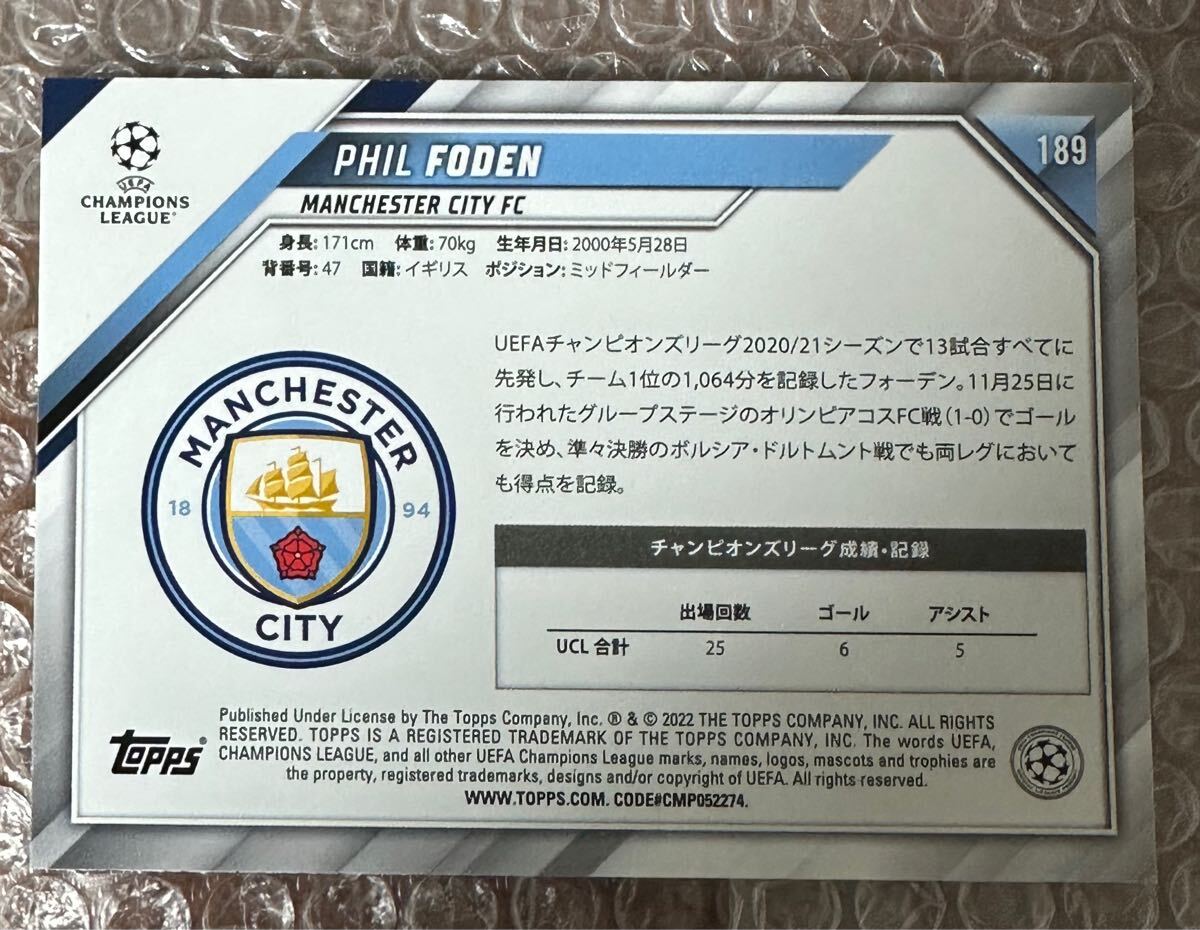 UEFA
CHAMPIONS
LEAGUE
PHIL FODEN
189
MANCHESTER CITY FC
身長: 171cm 体重: 70kg 生年月日: 2000年5月28日
背番号: 47 国籍: イギリス ポジション: ミッドフィールダー
UEFAチャンピオンズリーグ2020/21シーズンで13試合すべてに
先発し、チーム1位の1,064分を記録したフォーデン。11月25日に
行われたグループステージのオリンピアコスFC戦(1-0)でゴール
を決め、準々決勝のボルシア・ドルトムント戦でも両レグにおいて
も得点を記録。
MANCHESTER
18 94
CITY
チャンピオンズリーグ成績・記録
出場回数 ゴール アシスト
UCL 合計 25 6 5
Published Under License by The Topps Company, Inc. ® & © 2022 THE TOPPS COMPANY, INC. ALL RIGHTS
RESERVED. TOPPS IS A REGISTERED TRADEMARK OF THE TOPPS COMPANY, INC. The words UEFA,
CHAMPIONS LEAGUE, and all other UEFA Champions League marks, names, logos, mascots and trophies are
the property, registered trademarks, designs and/or copyright of UEFA. All rights reserved.
WWW.TOPPS.COM. CODE#CMP052274.
topps®